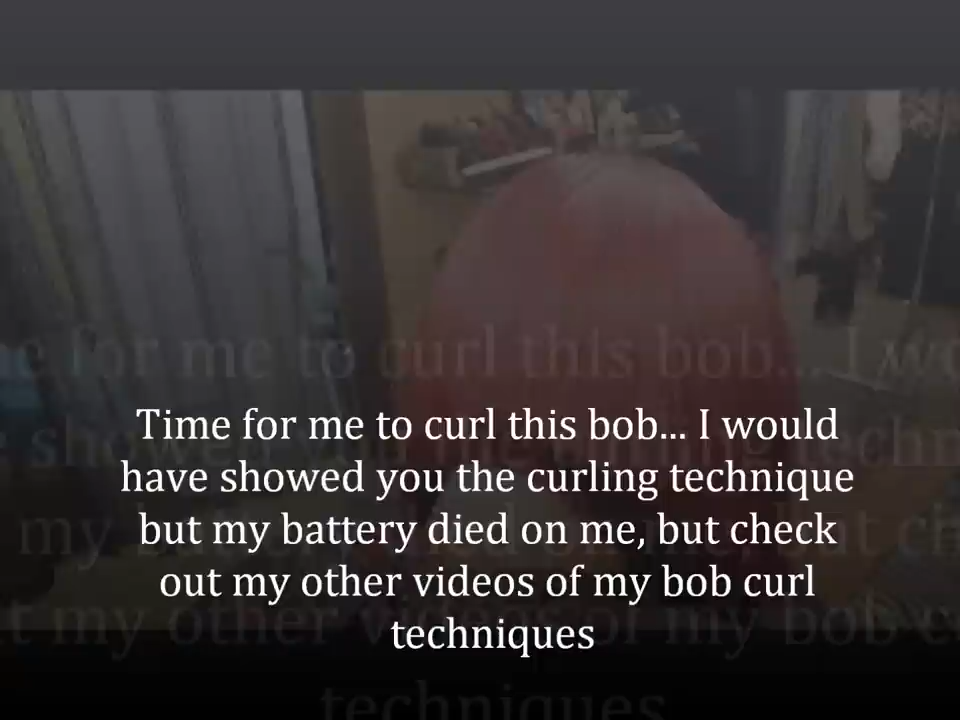 Time for me to curl this bob... I would
have showed you the curling technique
but my battery died on me, but check
out my other videos of my bob curl
techniques